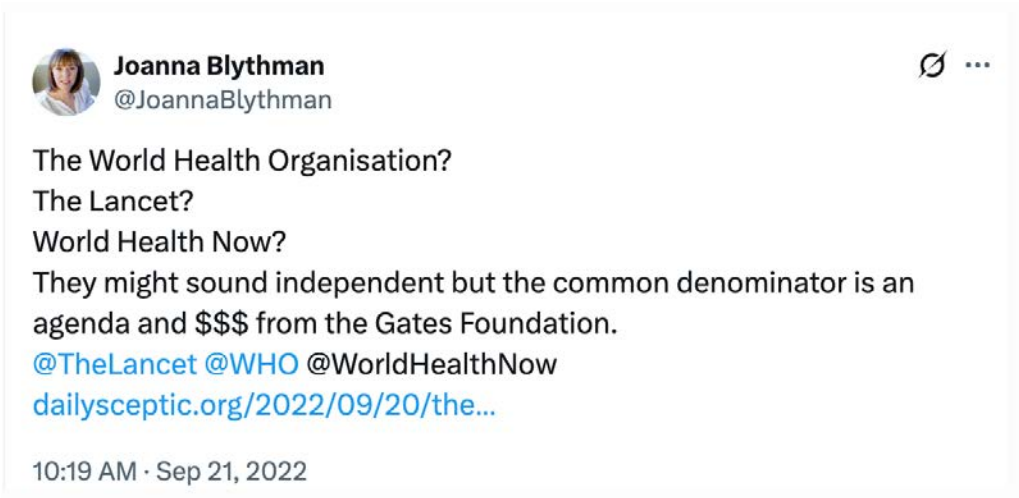 Joanna Blythman
@JoannaBlythman
The World Health Organisation?
The Lancet?
World Health Now?
They might sound independent but the common denominator is an
agenda and $$$ from the Gates Foundation.
@TheLancet @WHO @WorldHealthNow
dailysceptic.org/2022/09/20/the...
10:19 AM · Sep 21, 2022